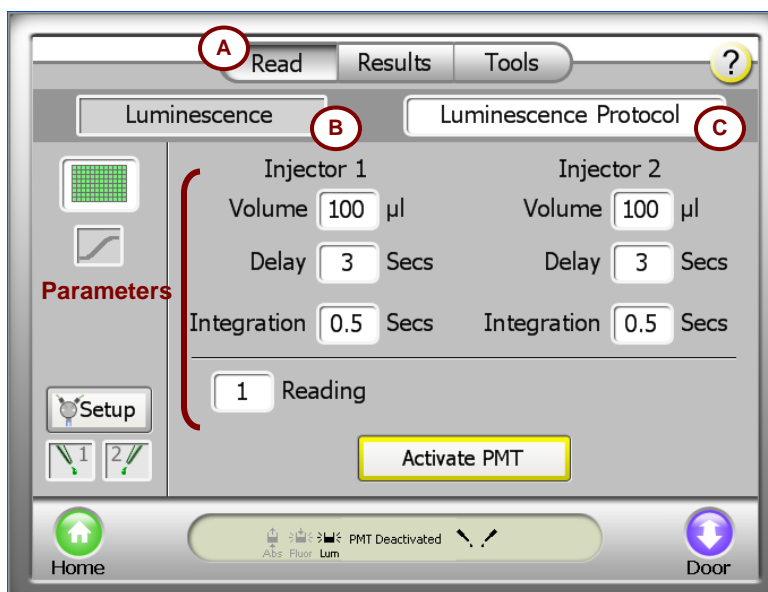 A
Read Results Tools ?
Luminescence B Luminescence Protocol C
Injector 1 Injector 2
Volume 100 µl Volume 100 µl
Delay 3 Secs Delay 3 Secs
Parameters
Integration 0.5 Secs Integration 0.5 Secs
1 Reading
Setup
1 2
Activate PMT
Abs Fluor Lum PMT Deactivated
Home Door